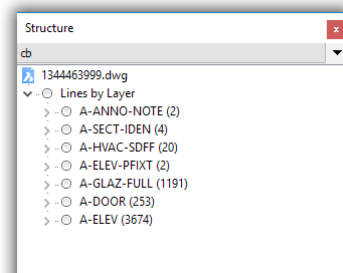 Structure
cb
1344463999.dwg
Lines by Layer
A-ANNO-NOTE (2)
A-SECT-IDEN (4)
A-HVAC-SDFF (20)
A-ELEV-PFIXT (2)
A-GLAZ-FULL (1191)
A-DOOR (253)
A-ELEV (3674)